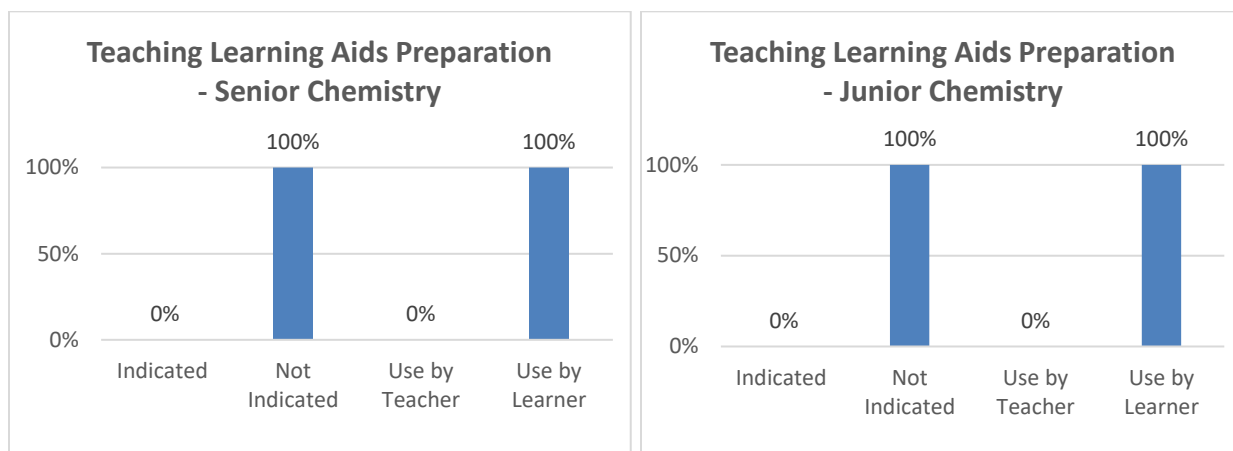 Teaching Learning Aids Preparation
- Senior Chemistry
100%
100%
100%
50%
0%
0%
0%
Indicated
Not
Indicated
Use by
Teacher
Use by
Learner
Teaching Learning Aids Preparation
- Junior Chemistry
100%
100%
100%
50%
0%
0%
0%
Indicated
Not
Indicated
Use by
Teacher
Use by
Learner